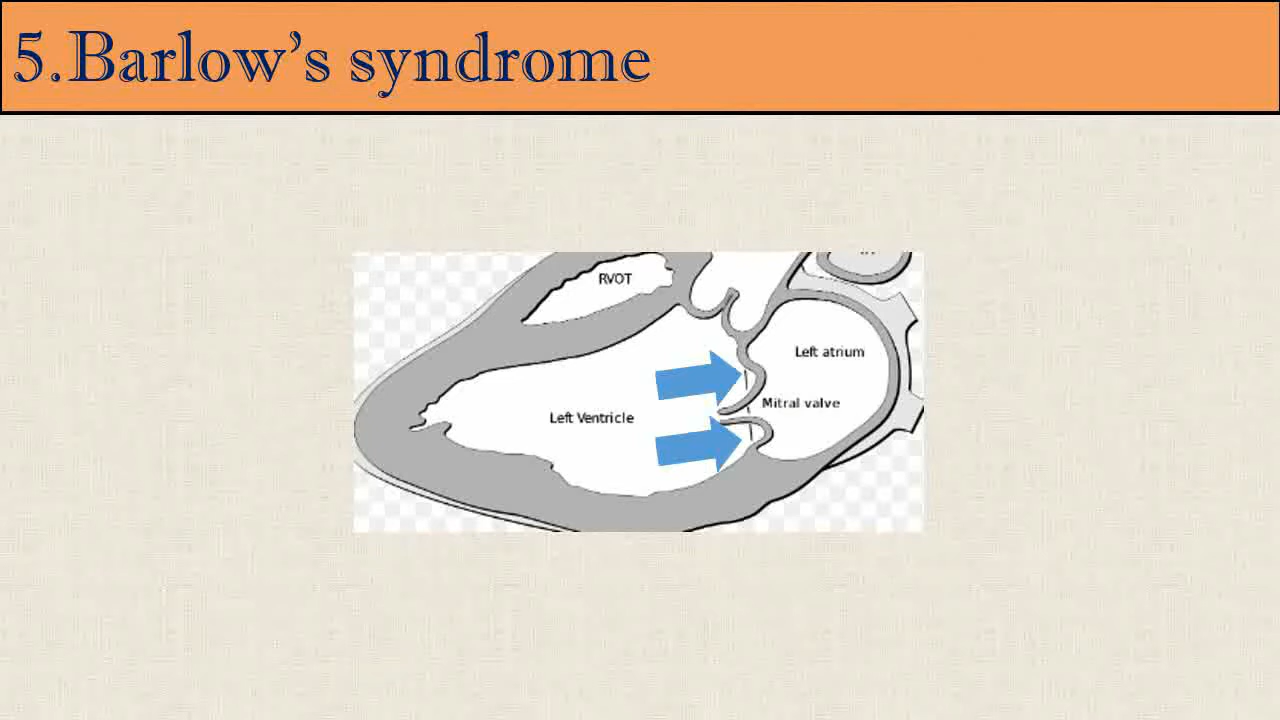 5.Barlow’s syndrome
RVOT
Left atrium
Mitral valve
Left Ventricle